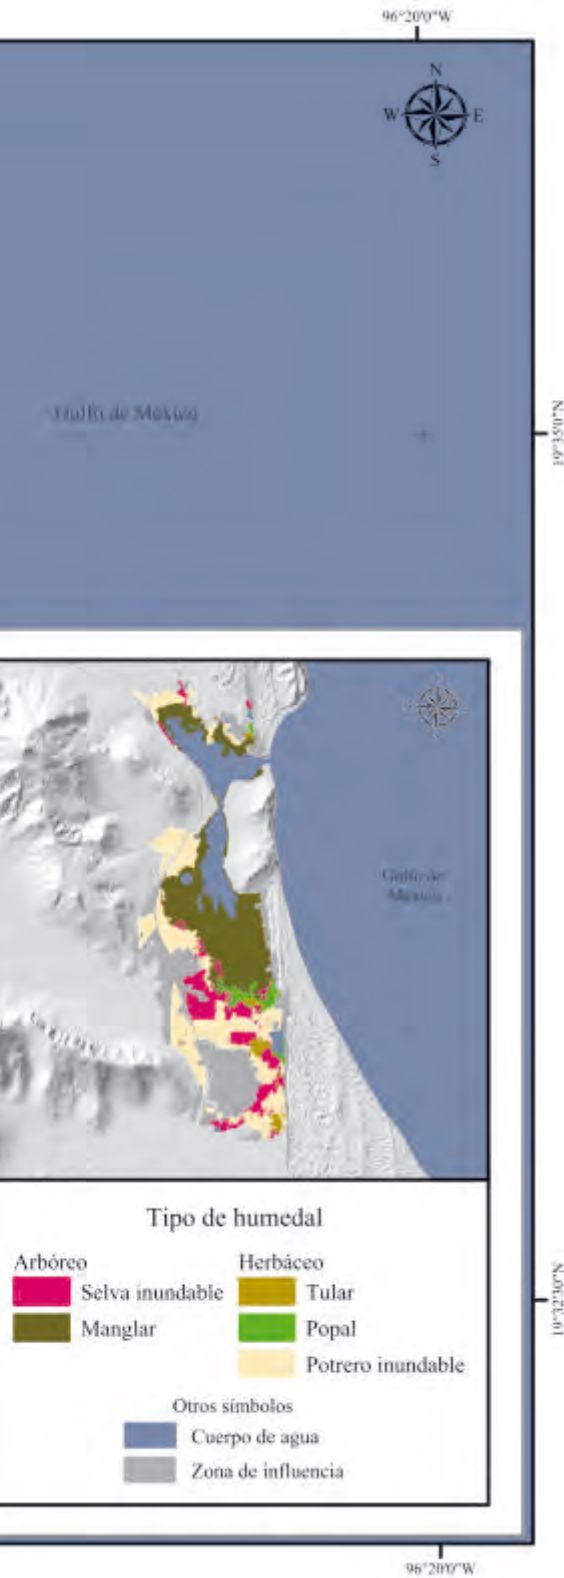 96°20'0"W
N
W E
S
Golfo de México
19°35'0"N
Golfo de
México
Tipo de humedal
Arbóreo
Selva inundable
Manglar
Herbáceo
Tular
Popal
Potrero inundable
Otros símbolos
Cuerpo de agua
Zona de influencia
19°32'30"N
96°20'0"W